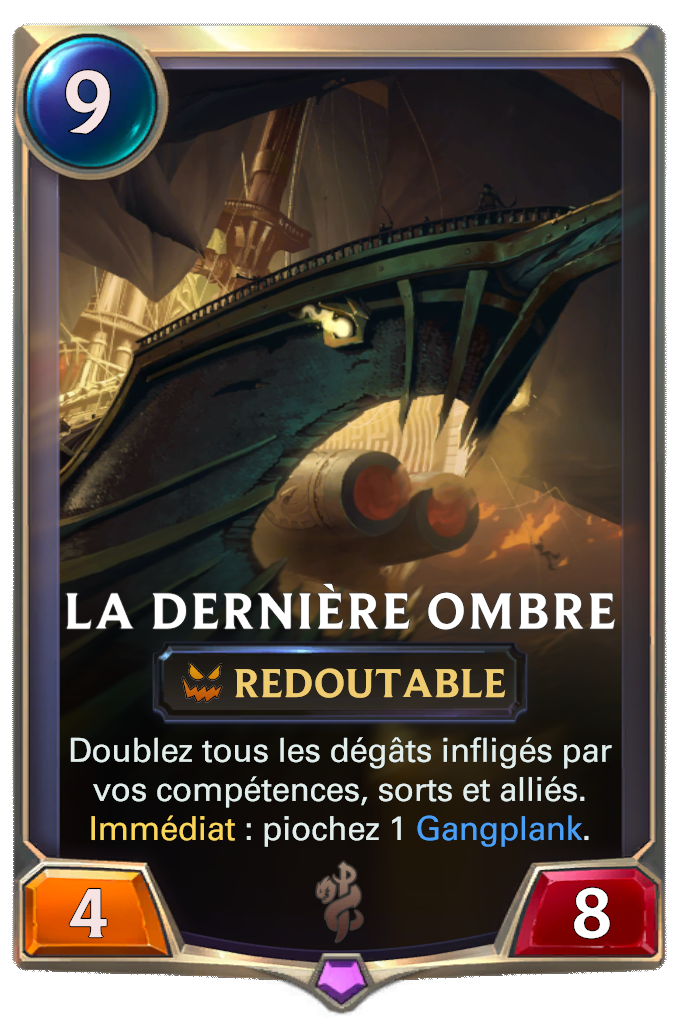 9
LA DERNIÈRE OMBRE
REDOUTABLE
Doublez tous les dégâts infligés par
vos compétences, sorts et alliés.
Immédiat : piochez 1 Gangplank.
4
8